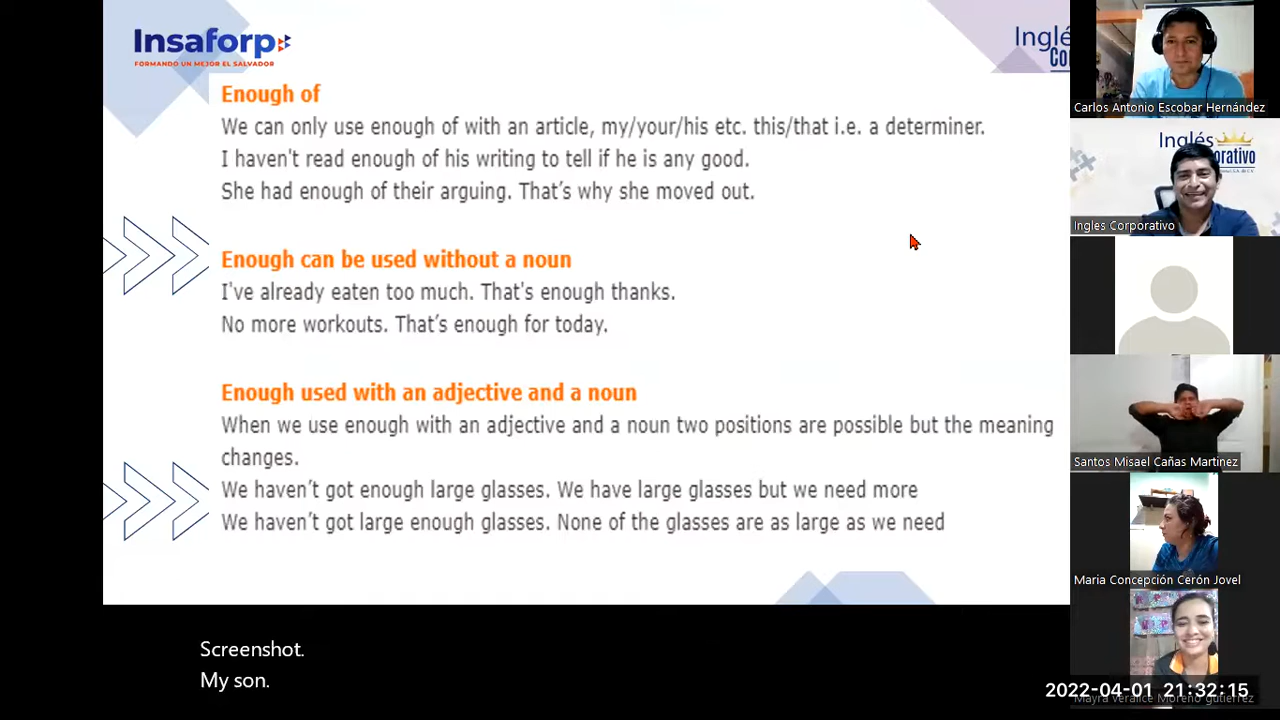 Insaforp
FORMANDO UN MEJOR EL SALVADOR
Inglé
Co
Enough of
We can only use enough of with an article, my/your/his etc. this/that i.e. a determiner.
I haven't read enough of his writing to tell if he is any good.
She had enough of their arguing. That's why she moved out.
Enough can be used without a noun
I've already eaten too much. That's enough thanks.
No more workouts. That's enough for today.
Enough used with an adjective and a noun
When we use enough with an adjective and a noun two positions are possible but the meaning
changes.
We haven't got enough large glasses. We have large glasses but we need more
We haven't got large enough glasses. None of the glasses are as large as we need
Screenshot.
My son.
Carlos Antonio Escobar Hernández
Inglés
orativo
Ingles Corporativo
Santos Misael Cañas Martinez
Maria Concepción Cerón Jovel
2022-04-01 21:32:15
Mayra Veralice Moreno gutierrez